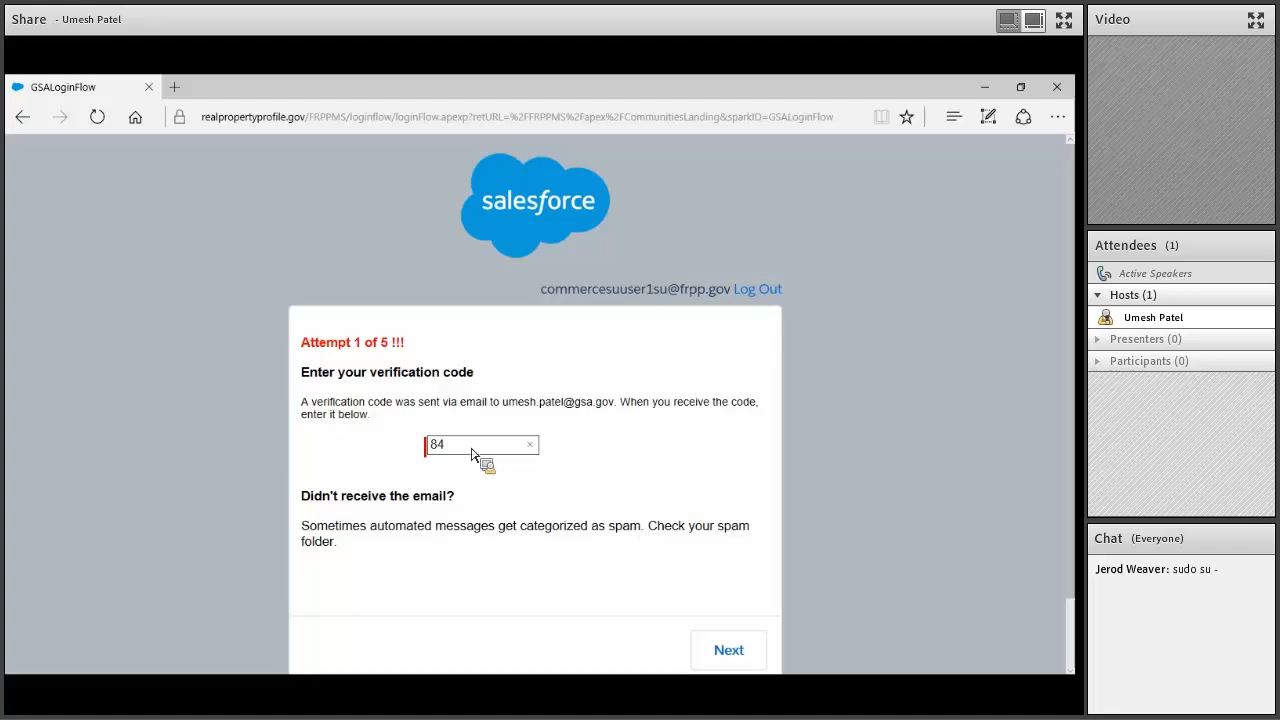 Share - Umesh Patel
GSALoginFlow
realpropertyprofile.gov/FRPPMS/loginflow/loginFlow.apexp?retURL=%2FFRPPMS%2Fapex%2FCommunitiesLanding&sparkID=GSALoginFlow
salesforce
commercesuuser1su@frpp.gov Log Out
Attempt 1 of 5 !!!
Enter your verification code
A verification code was sent via email to umesh.patel@gsa.gov. When you receive the code,
enter it below.
84
Didn't receive the email?
Sometimes automated messages get categorized as spam. Check your spam
folder.
Next
Video
Attendees (1)
Active Speakers
Hosts (1)
Umesh Patel
Presenters (0)
Participants (0)
Chat (Everyone)
Jerod Weaver: sudo su -